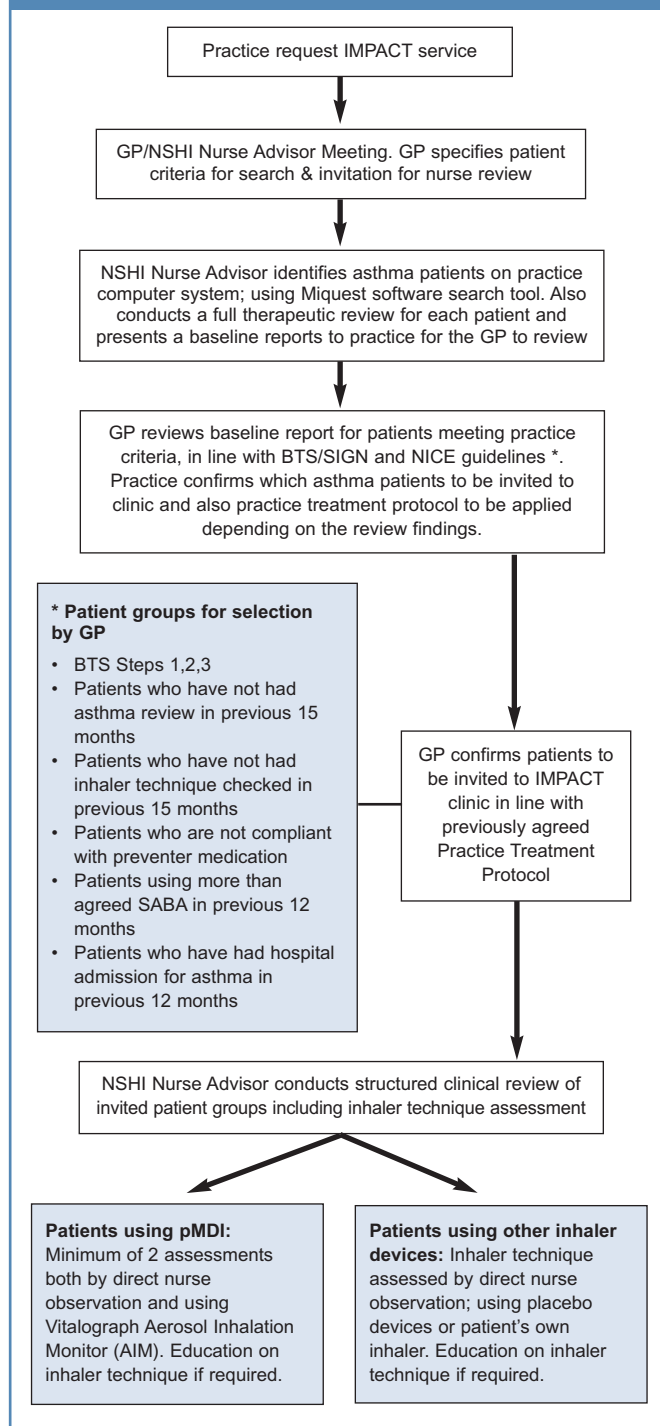 Practice request IMPACT service
GP/NSHI Nurse Advisor Meeting. GP specifies patient
criteria for search & invitation for nurse review
NSHI Nurse Advisor identifies asthma patients on practice
computer system; using Miquest software search tool. Also
conducts a full therapeutic review for each patient and
presents a baseline reports to practice for the GP to review
GP reviews baseline report for patients meeting practice
criteria, in line with BTS/SIGN and NICE guidelines *.
Practice confirms which asthma patients to be invited to
clinic and also practice treatment protocol to be applied
depending on the review findings.
* Patient groups for selection
by GP
• BTS Steps 1,2,3
• Patients who have not had
asthma review in previous 15
months
• Patients who have not had
inhaler technique checked in
previous 15 months
• Patients who are not compliant
with preventer medication
• Patients using more than
agreed SABA in previous 12
months
• Patients who have had hospital
admission for asthma in
previous 12 months
GP confirms patients to
be invited to IMPACT
clinic in line with
previously agreed
Practice Treatment
Protocol
NSHI Nurse Advisor conducts structured clinical review of
invited patient groups including inhaler technique assessment
Patients using pMDI:
Minimum of 2 assessments
both by direct nurse
observation and using
Vitalograph Aerosol Inhalation
Monitor (AIM). Education on
inhaler technique if required.
Patients using other inhaler
devices: Inhaler technique
assessed by direct nurse
observation; using placebo
devices or patient's own
inhaler. Education on inhaler
technique if required.